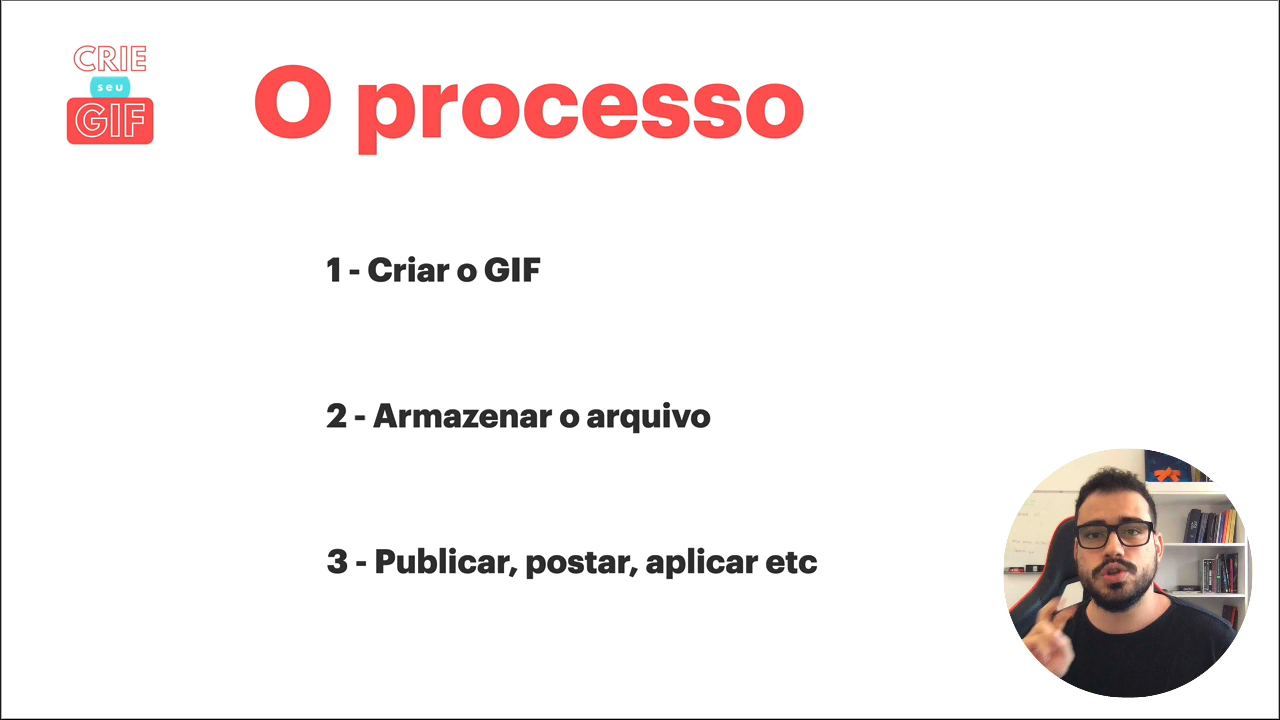 CRIE
seu
GIF
O processo
1 - Criar o GIF
2 - Armazenar o arquivo
3 - Publicar, postar, aplicar etc